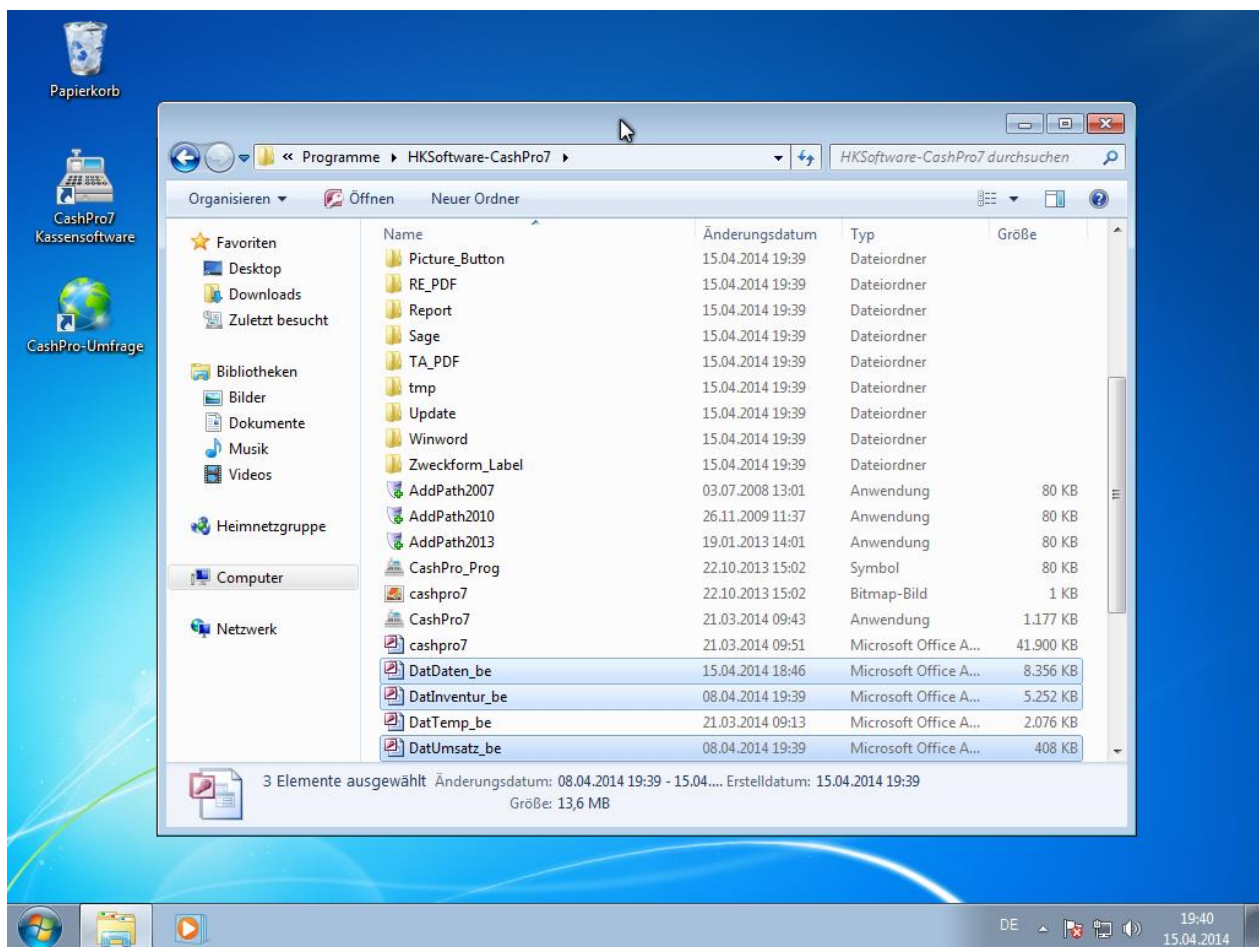 Papierkorb
CashPro7
Kassensoftware
CashPro-Umfrage
« Programme HKSoftware-CashPro7
HKSoftware-CashPro7 durchsuchen
Organisieren Öffnen Neuer Ordner
Favoriten
Desktop
Downloads
Zuletzt besucht
Bibliotheken
Bilder
Dokumente
Musik
Videos
Heimnetzgruppe
Computer
Netzwerk
Name Änderungsdatum Typ Größe
Picture_Button 15.04.2014 19:39 Dateiordner
RE_PDF 15.04.2014 19:39 Dateiordner
Report 15.04.2014 19:39 Dateiordner
Sage 15.04.2014 19:39 Dateiordner
TA_PDF 15.04.2014 19:39 Dateiordner
tmp 15.04.2014 19:39 Dateiordner
Update 15.04.2014 19:39 Dateiordner
Winword 15.04.2014 19:39 Dateiordner
Zweckform_Label 15.04.2014 19:39 Dateiordner
AddPath2007 03.07.2008 13:01 Anwendung 80 KB
AddPath2010 26.11.2009 11:37 Anwendung 80 KB
AddPath2013 19.01.2013 14:01 Anwendung 80 KB
CashPro_Prog 22.10.2013 15:02 Symbol 80 KB
cashpro7 22.10.2013 15:02 Bitmap-Bild 1 KB
CashPro7 21.03.2014 09:43 Anwendung 1.177 KB
cashpro7 21.03.2014 09:51 Microsoft Office A... 41.900 KB
DatDaten_be 15.04.2014 18:46 Microsoft Office A... 8.356 KB
DatInventur_be 08.04.2014 19:39 Microsoft Office A... 5.252 KB
DatTemp_be 21.03.2014 09:13 Microsoft Office A... 2.076 KB
DatUmsatz_be 08.04.2014 19:39 Microsoft Office A... 408 KB
3 Elemente ausgewählt Änderungsdatum: 08.04.2014 19:39 - 15.04.... Erstelldatum: 15.04.2014 19:39
Größe: 13,6 MB
DE
19:40
15.04.2014